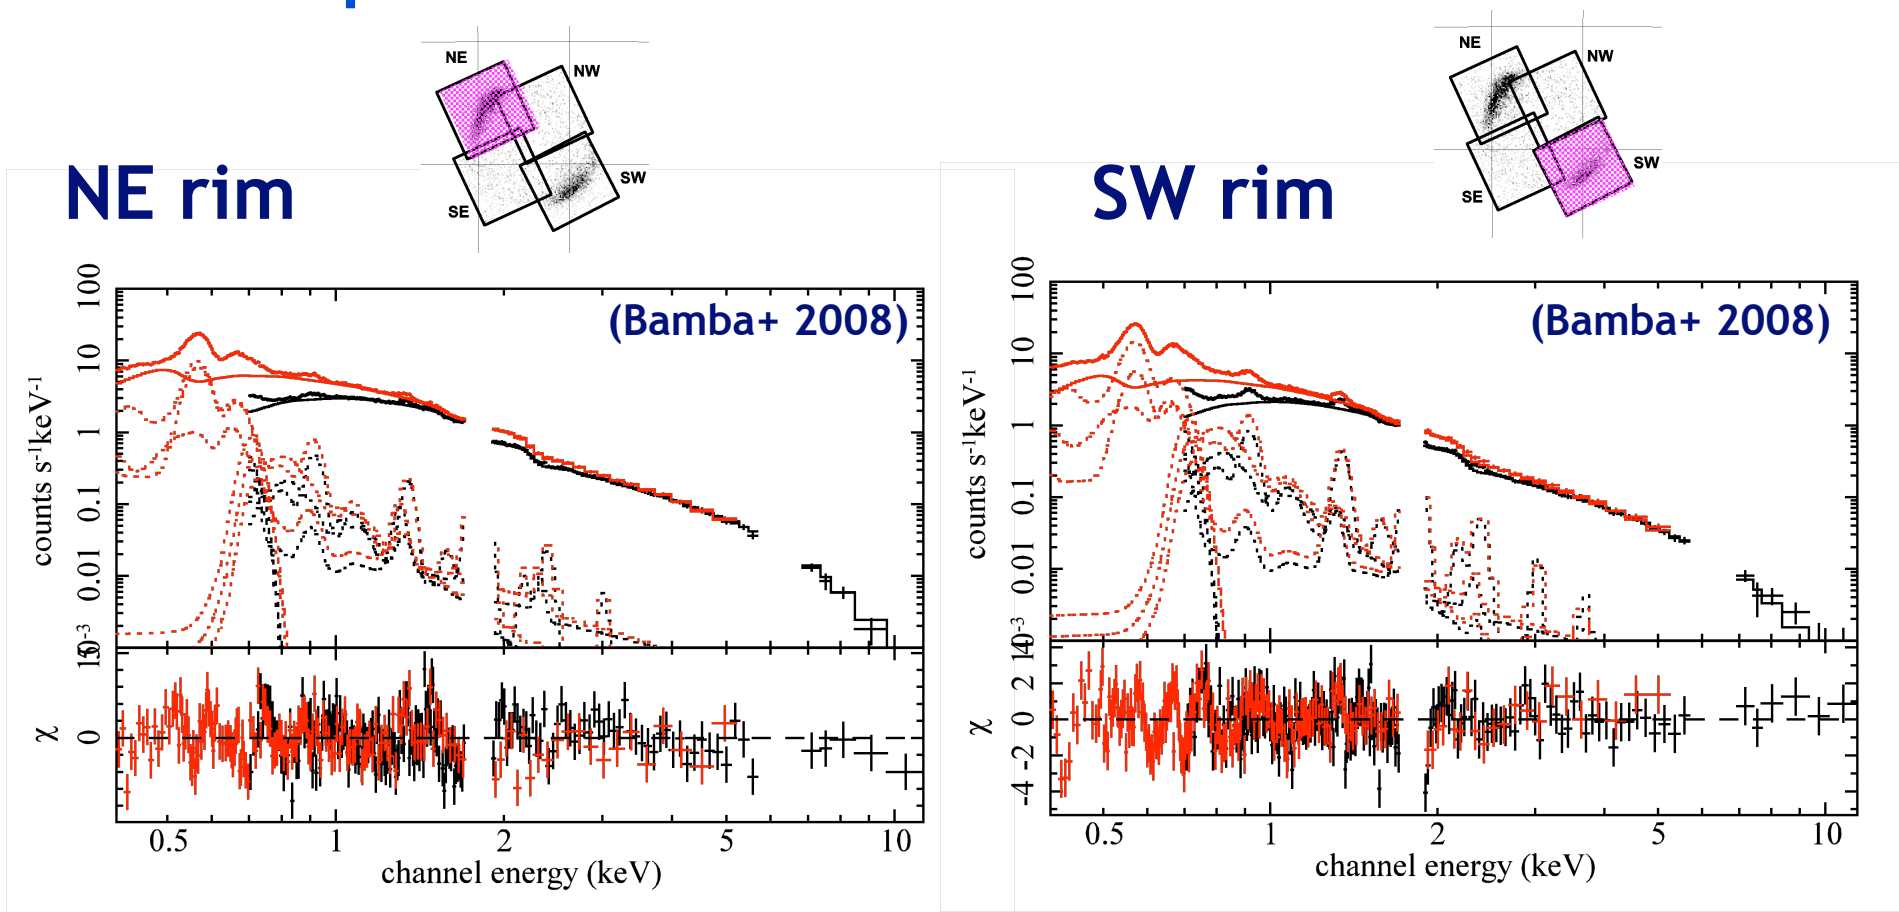 NE
NW
SE
SW
NE rim
(Bamba+ 2008)
100
10
1
0.1
0.01
10⁻³
counts s⁻¹keV⁻¹
0
χ
0.5 1 2 5 10
channel energy (keV)
NE
NW
SE
SW
SW rim
(Bamba+ 2008)
100
10
1
0.1
0.01
10⁻³
counts s⁻¹keV⁻¹
4
2
0
-2
-4
χ
0.5 1 2 5 10
channel energy (keV)